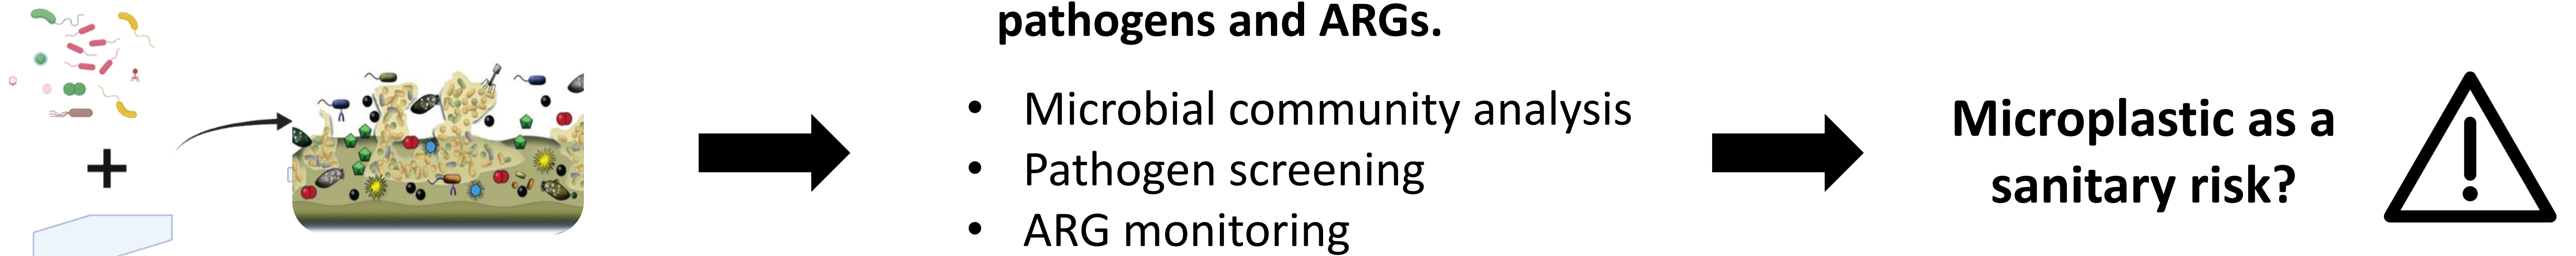 pathogens and ARGs.
• Microbial community analysis
• Pathogen screening
• ARG monitoring
Microplastic as a
sanitary risk?